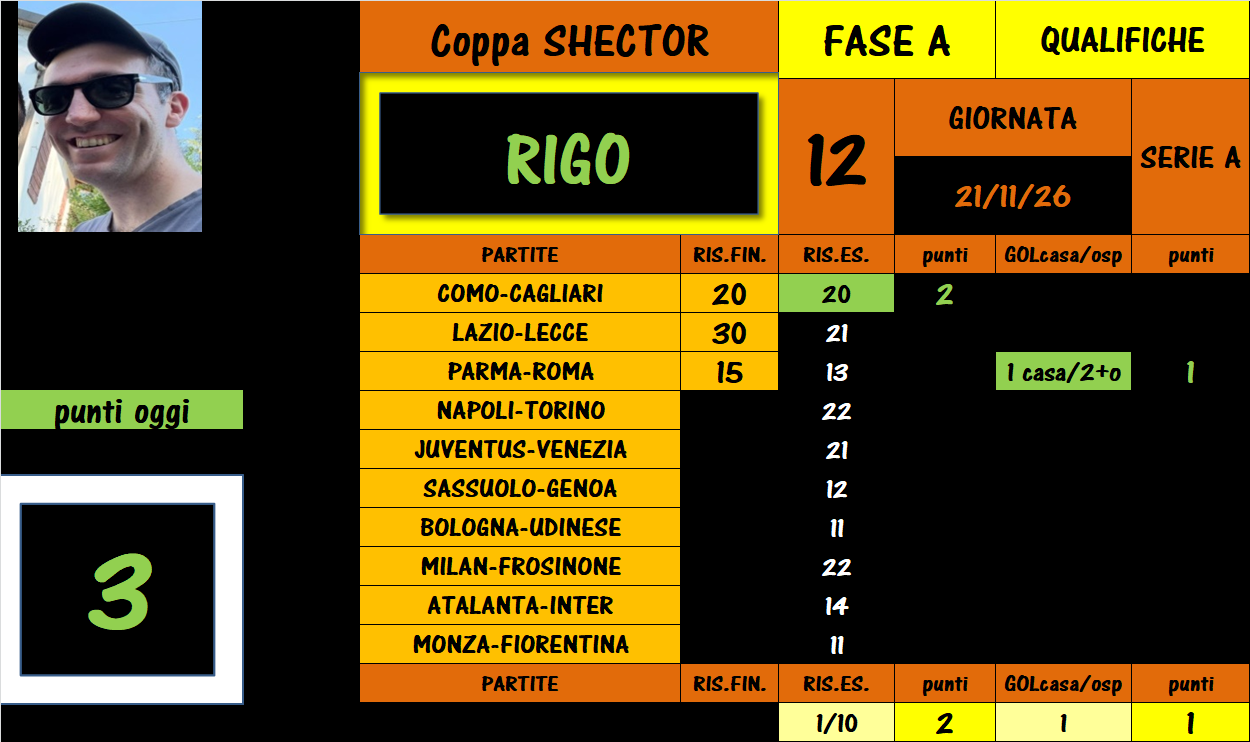 Coppa SHECTOR FASE A QUALIFICHE
RIGO 12 GIORNATA SERIE A
21/11/26
PARTITE RIS.FIN. RIS.ES. punti GOLcasa/osp punti
COMO-CAGLIARI 20 20 2
LAZIO-LECCE 30 21
PARMA-ROMA 15 13 1 casa/2+o 1
NAPOLI-TORINO 22
punti oggi
JUVENTUS-VENEZIA 21
SASSUOLO-GENOA 12
BOLOGNA-UDINESE 11
MILAN-FROSINONE 22
3
ATALANTA-INTER 14
MONZA-FIORENTINA 11
PARTITE RIS.FIN. RIS.ES. punti GOLcasa/osp punti
1/10 2 1 1